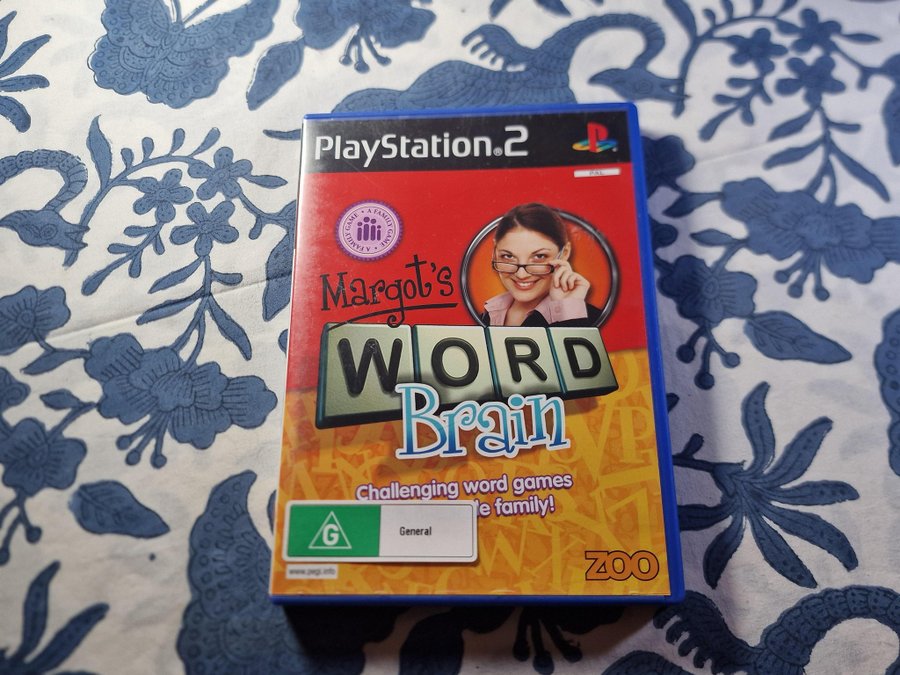 PlayStation®2
PAL
A FAMILY GAME • A FAMILY GAME •
Margot's
WORD
Brain
Challenging word games
le family!
G
General
www.pegi.info
ZOO